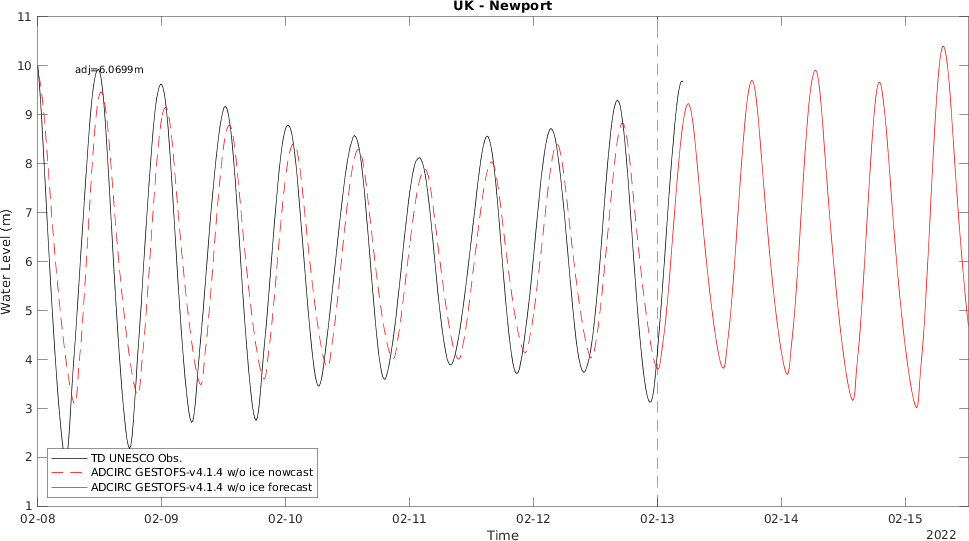 UK - Newport
11
10
9
8
7
6
5
4
3
2
1
Water Level (m)
adj=6.0699m
TD UNESCO Obs.
ADCIRC GESTOFS-v4.1.4 w/o ice nowcast
ADCIRC GESTOFS-v4.1.4 w/o ice forecast
02-08 02-09 02-10 02-11 02-12 02-13 02-14 02-15
Time
2022